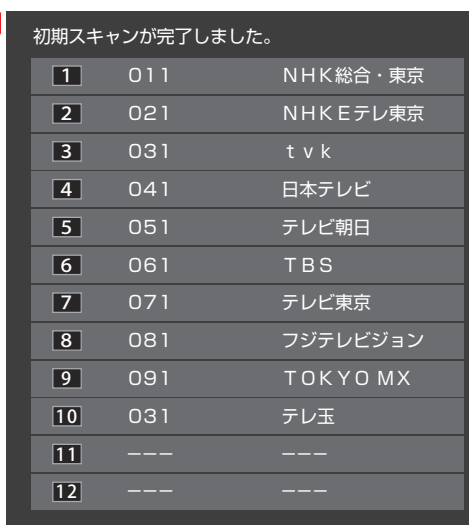 初期スキャンが完了しました。
1 011 NHK総合・東京
2 021 NHKEテレ東京
3 031 tvk
4 041 日本テレビ
5 051 テレビ朝日
6 061 TBS
7 071 テレビ東京
8 081 フジテレビジョン
9 091 TOKYO MX
10 031 テレ玉
11 --- ---
12 --- ---